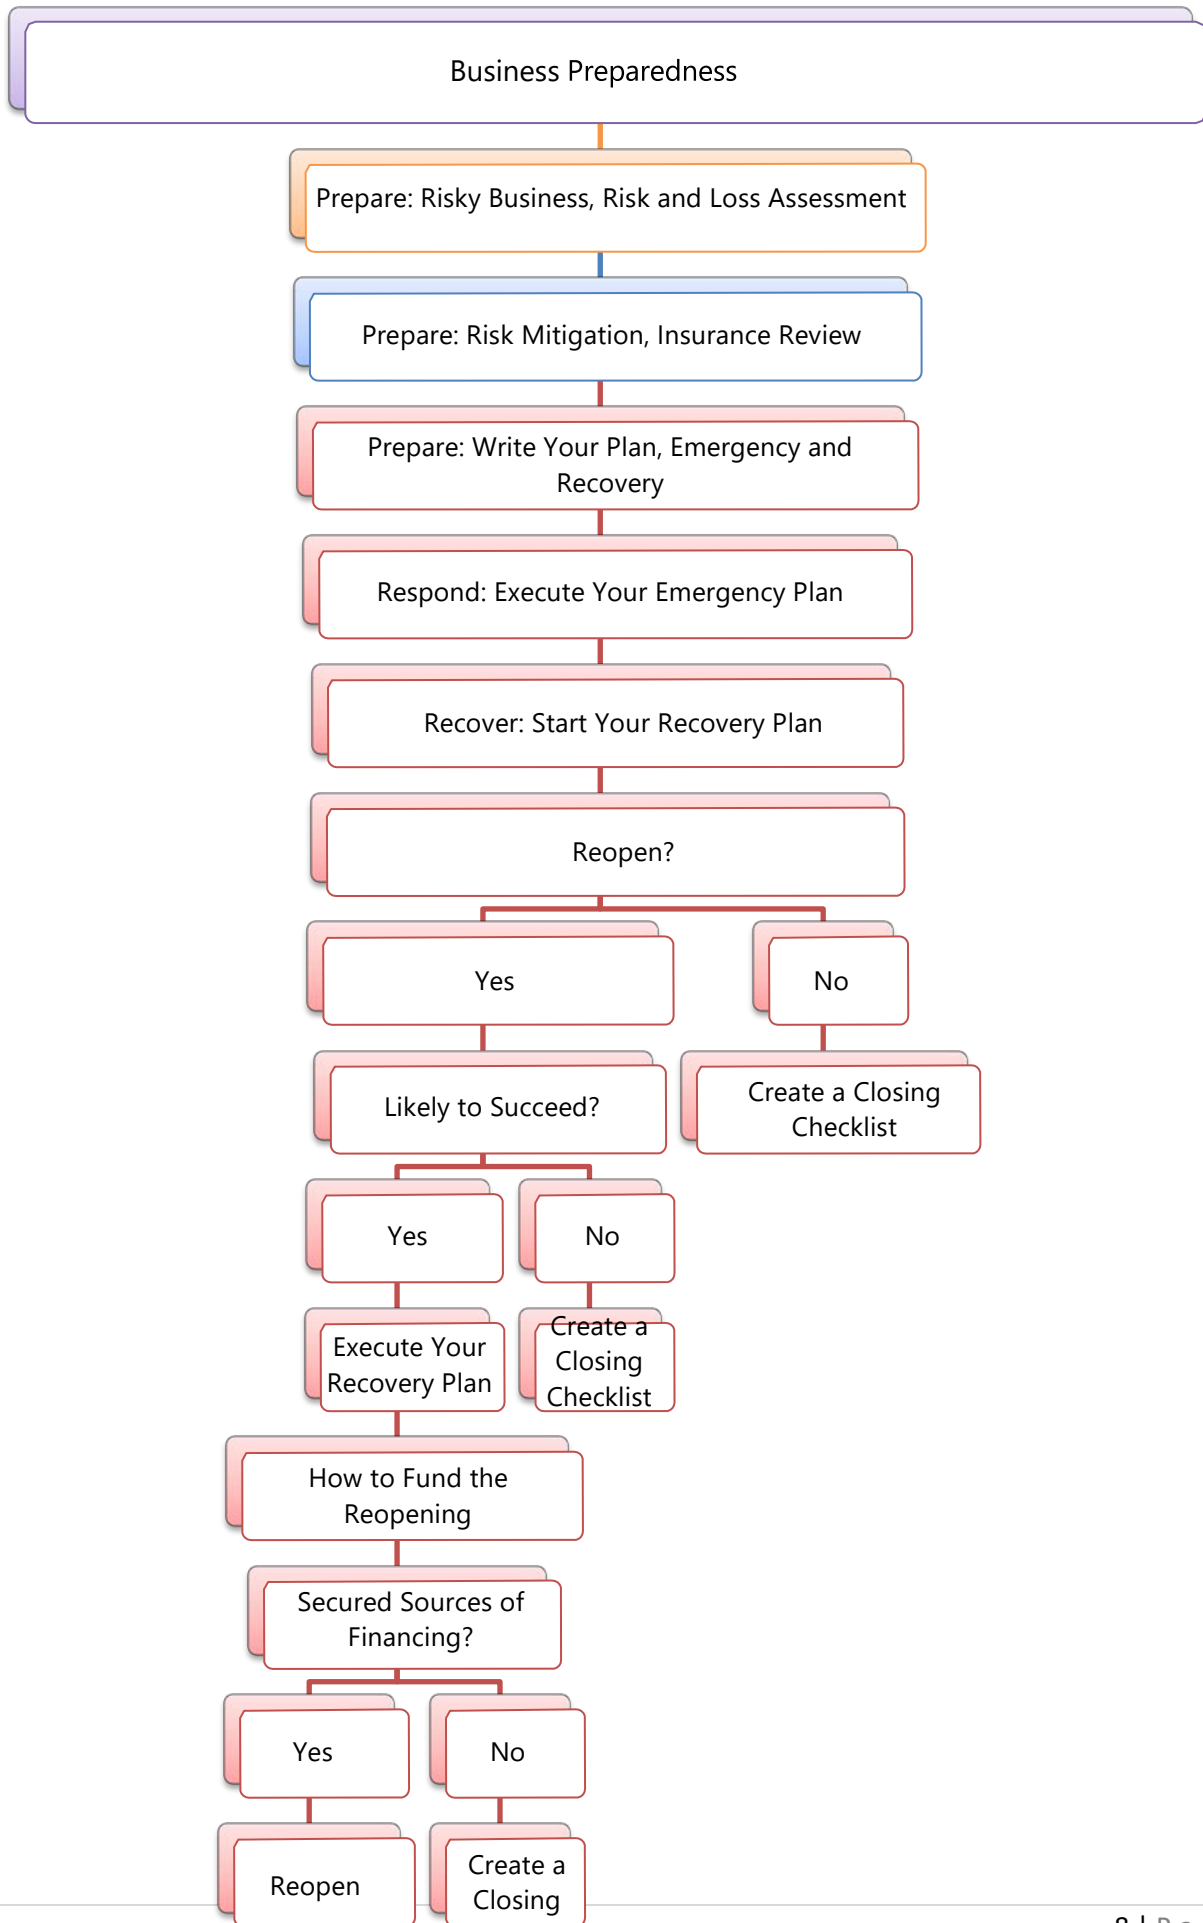 Business Preparedness
Prepare: Risky Business, Risk and Loss Assessment
Prepare: Risk Mitigation, Insurance Review
Prepare: Write Your Plan, Emergency and
Recovery
Respond: Execute Your Emergency Plan
Recover: Start Your Recovery Plan
Reopen?
Yes
No
Likely to Succeed?
Create a Closing
Checklist
Yes
No
Execute Your
Recovery Plan
Create a
Closing
Checklist
How to Fund the
Reopening
Secured Sources of
Financing?
Yes
No
Reopen
Create a
Closing
8 |